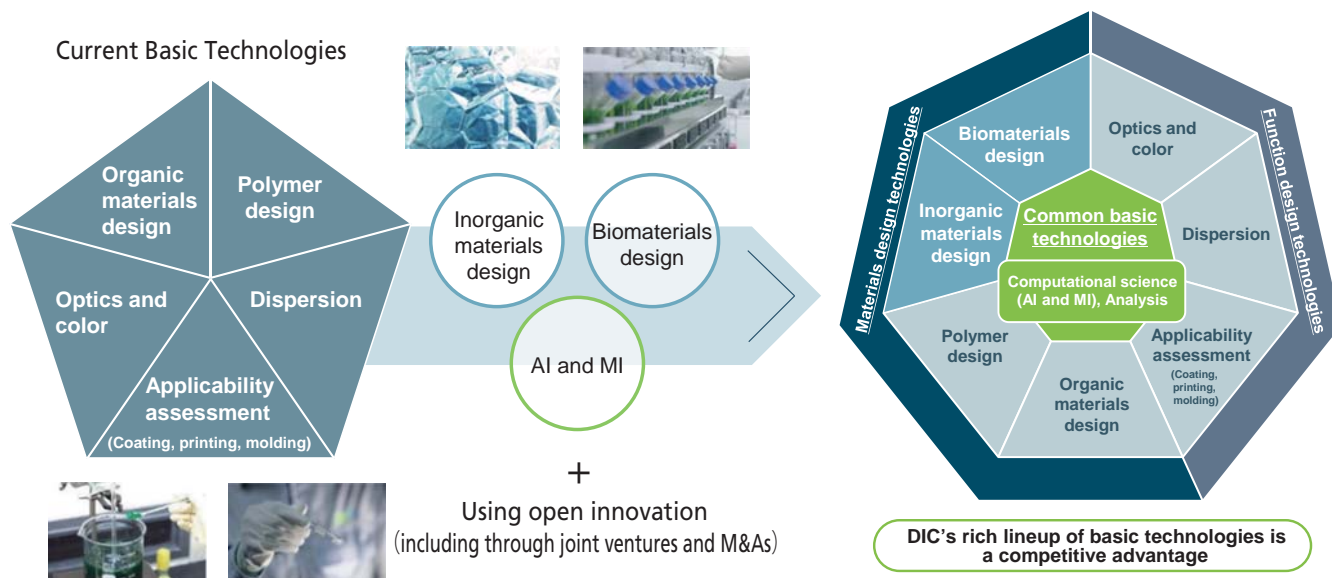 Current Basic Technologies
Organic
materials
design
Polymer
design
Optics and
color
Dispersion
Applicability
assessment
(Coating, printing, molding)
Inorganic
materials
design
Biomaterials
design
AI and MI
+
Using open innovation
(including through joint ventures and M&As)
Materials design technologies
Function design technologies
Biomaterials
design
Optics and
color
Inorganic
materials
design
Common basic
technologies
Dispersion
Computational science
(AI and MI), Analysis
Polymer
design
Applicability
assessment
(Coating,
printing,
molding)
Organic
materials
design
DIC's rich lineup of basic technologies is
a competitive advantage